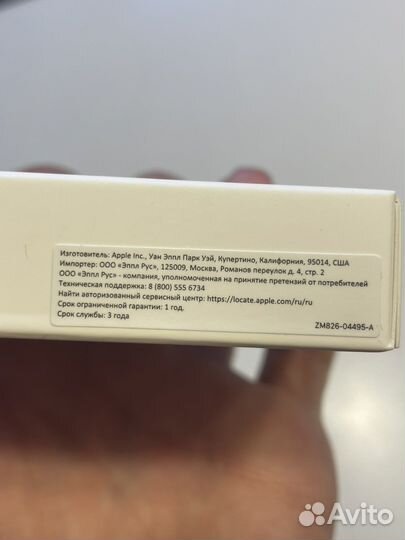 Изготовитель: Apple Inc., Уан Эппл Парк Уэй, Купертино, Калифорния, 95014, США
Импортер: ООО «Эппл Рус», 125009, Москва, Романов переулок д. 4, стр. 2
ООО «Эппл Рус» - компания, уполномоченная на принятие претензий от потребителей
Техническая поддержка: 8 (800) 555 6734
Найти авторизованный сервисный центр: https://locate.apple.com/ru/ru
Срок ограниченной гарантии: 1 год.
Срок службы: 3 года
ZM826-04495-A
Avito